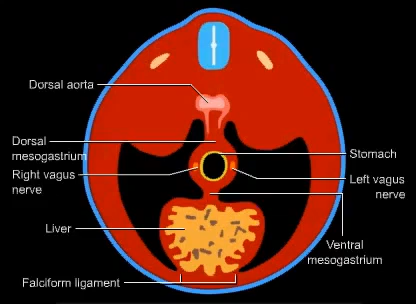 Dorsal aorta
Dorsal
mesogastrium
Right vagus
nerve
Liver
Falciform ligament
Stomach
Left vagus
nerve
Ventral
mesogastrium